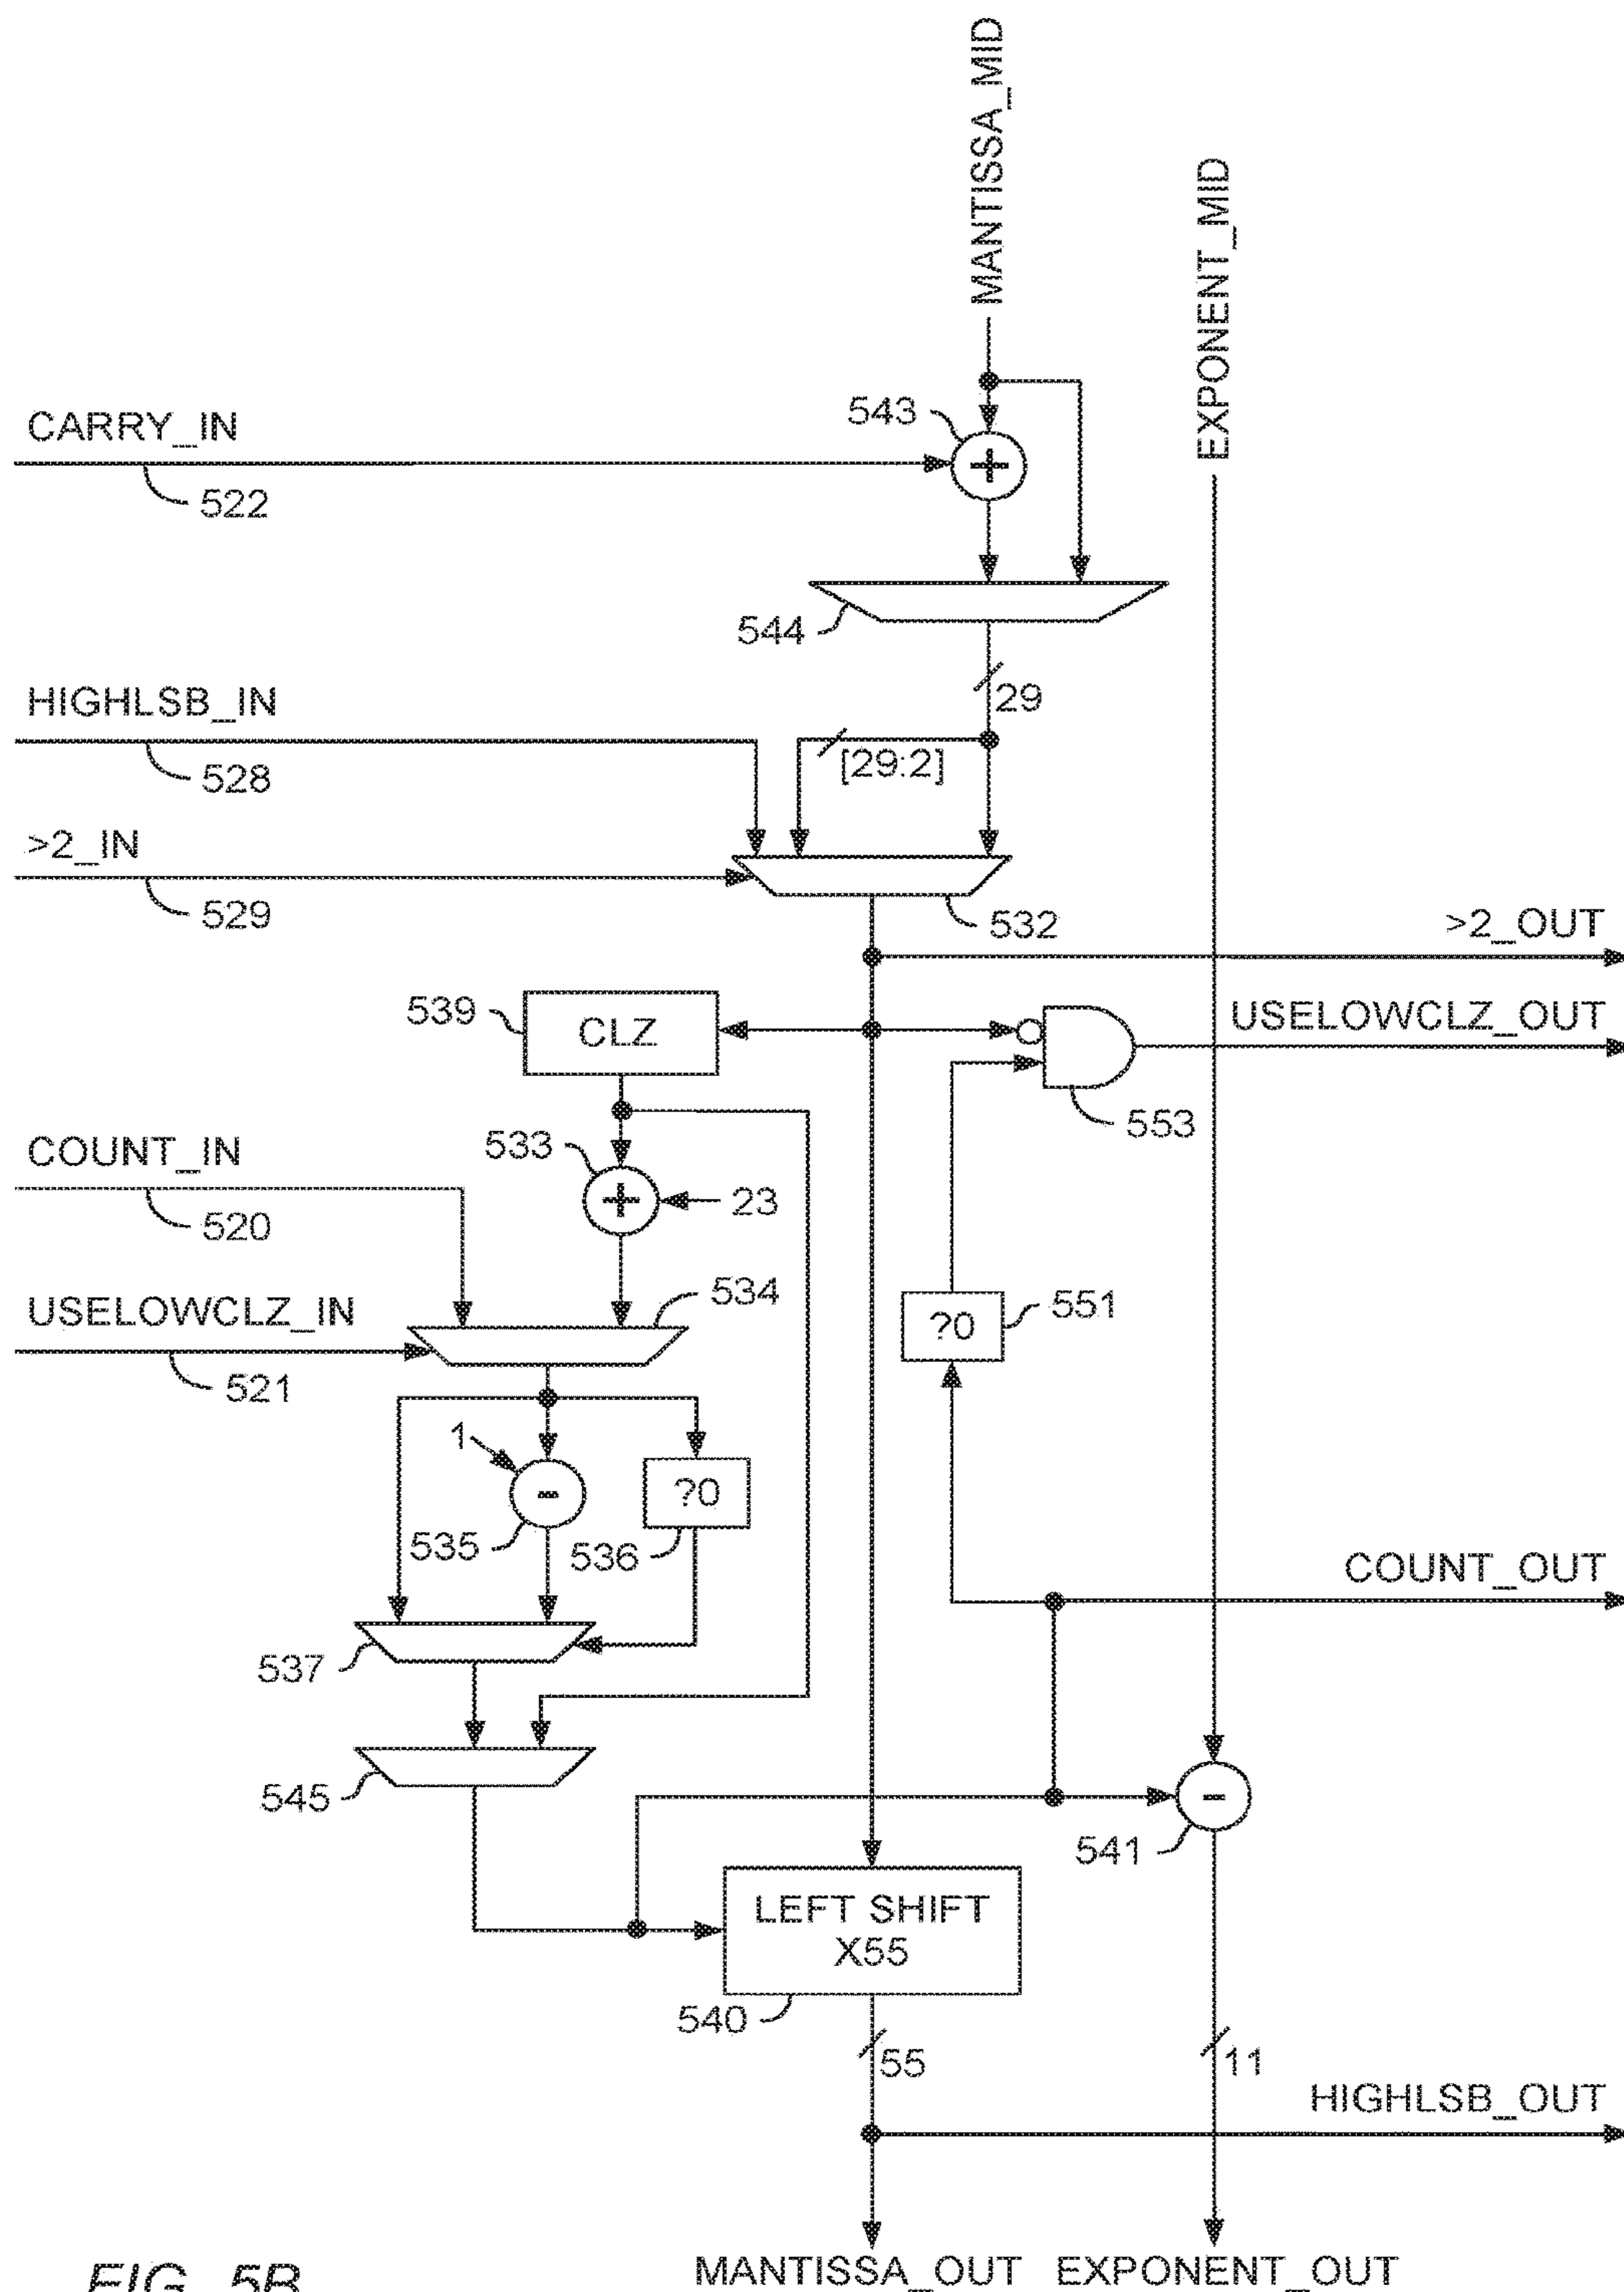 MANTISSA_MID
EXPONENT_MID
CARRY_IN
522
543
+
544
29
HIGHLSB_IN
528
[29:2]
>2_IN
529
532
>2_OUT
539
CLZ
USELOWCLZ_OUT
553
COUNT_IN
520
533
+
23
USELOWCLZ_IN
521
534
?0
551
1
-
535
?0
536
COUNT_OUT
537
545
-
541
LEFT SHIFT
X55
540
55
11
HIGHLSB_OUT
MANTISSA_OUT
EXPONENT_OUT
FIG. 5B